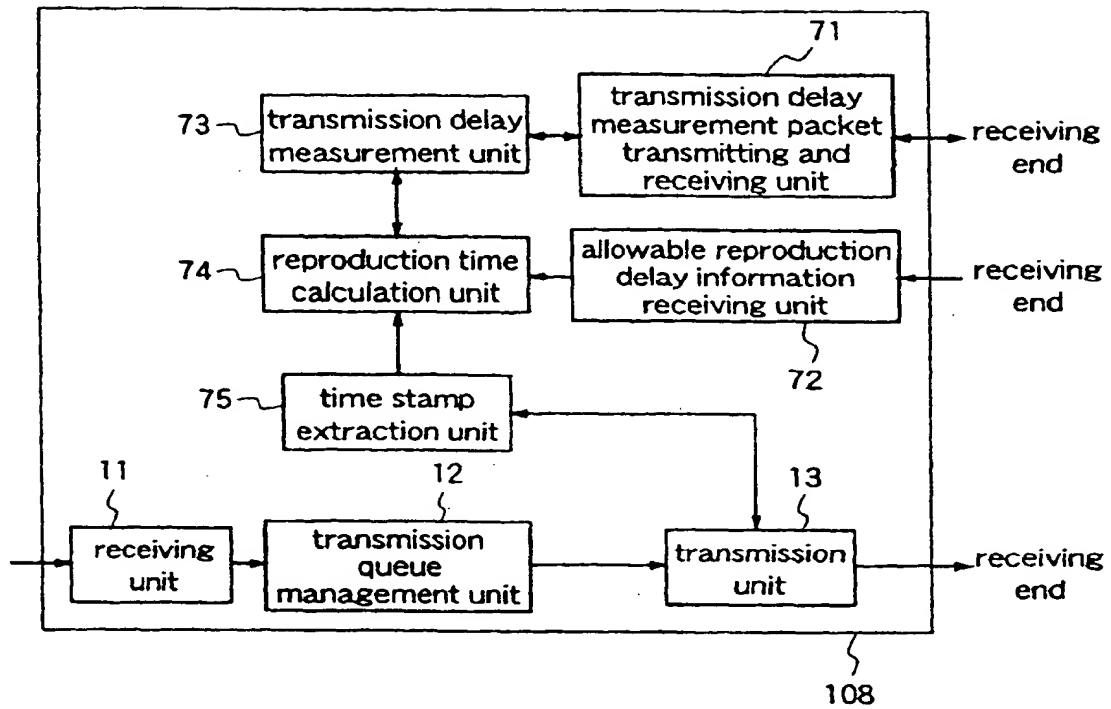 71
73
transmission delay
measurement unit
transmission delay
measurement packet
transmitting and
receiving unit
receiving
end
74
reproduction time
calculation unit
allowable reproduction
delay information
receiving unit
receiving
end
72
75
time stamp
extraction unit
11
receiving
unit
12
transmission
queue
management unit
13
transmission
unit
receiving
end
108